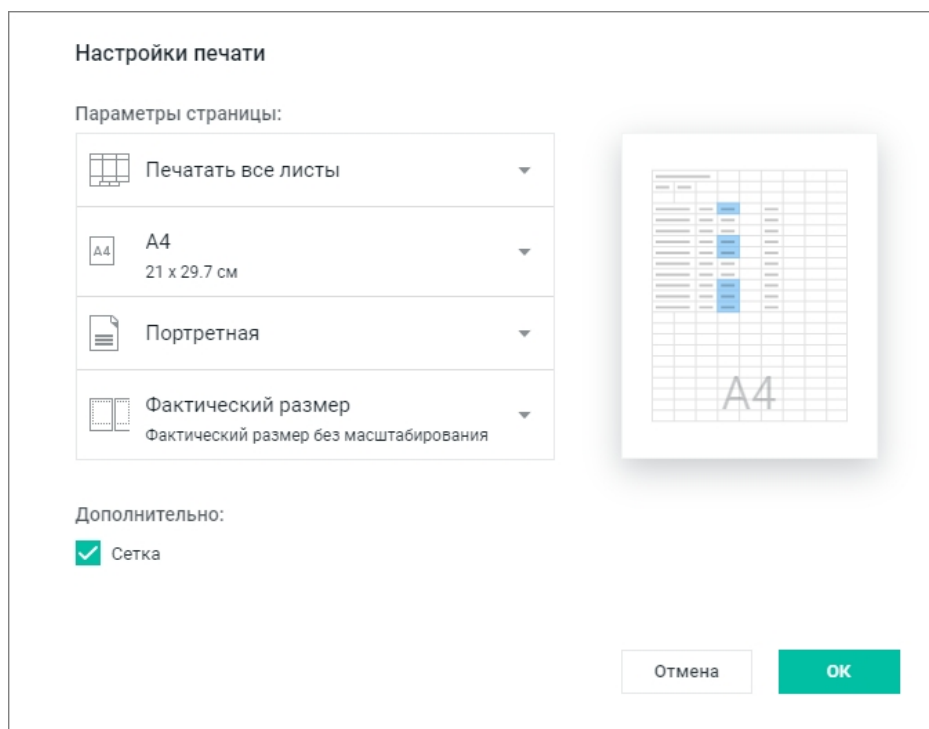 Настройки печати
Параметры страницы:
Печатать все листы
A4
A4
21 x 29.7 см
Портретная
Фактический размер
Фактический размер без масштабирования
A4
Дополнительно:
Сетка
Отмена
ОК